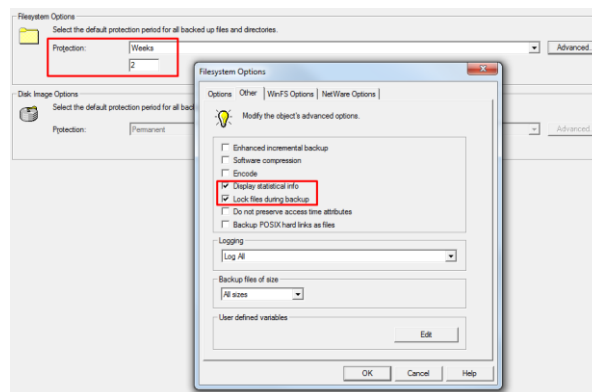 Filesystem Options
Select the default protection period for all backed up files and directories.
Protection: Weeks Advanced..
2
Disk Image Options
Select the default protection period for all back
Protection: Permanent Advanced..
Filesystem Options
Options Other WinFS Options NetWare Options
Modify the object's advanced options.
Enhanced incremental backup
Software compression
Encode
Display statistical info
Lock files during backup
Do not preserve access time attributes
Backup POSIX hard links as files
Logging
Log All
Backup files of size
All sizes
User defined variables
Edit
OK Cancel Help